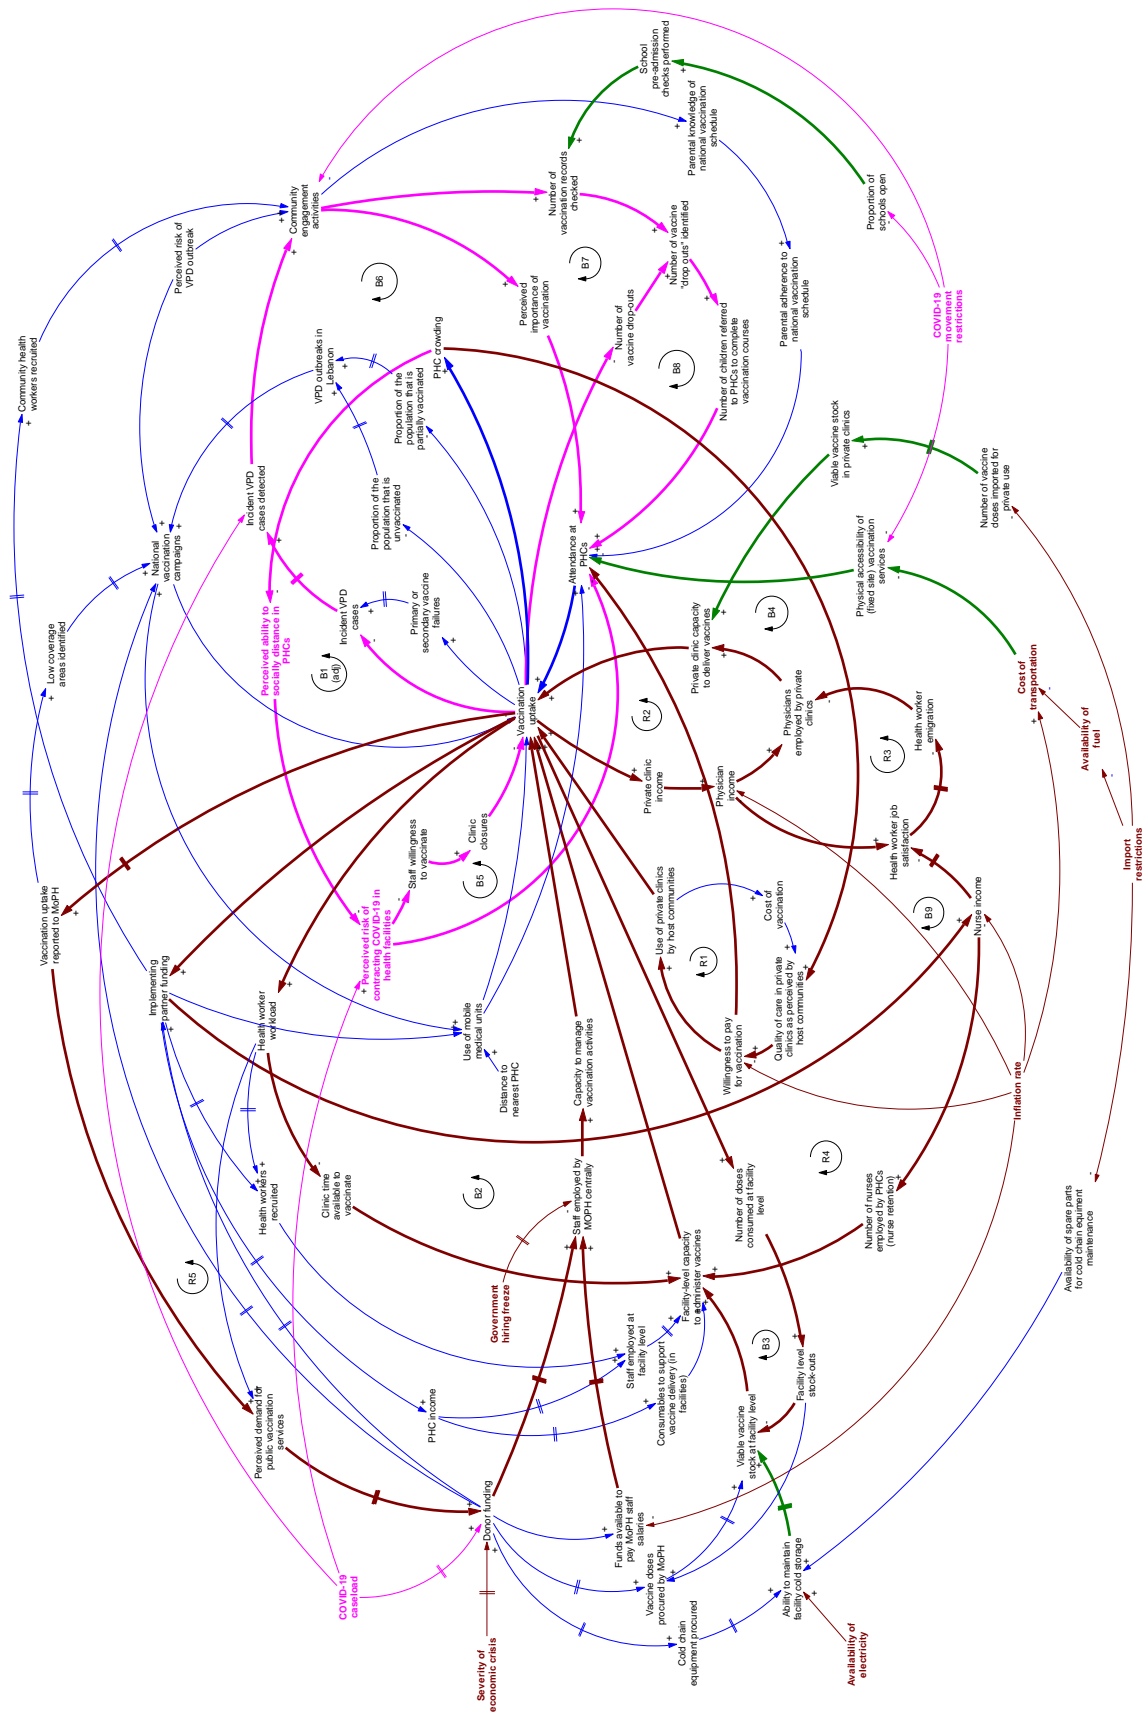 Community health
workers recruited
Low coverage
areas identified
Vaccination uptake
reported to MoPH
National
vaccination
campaigns
Perceived risk of
VPD outbreak
Implementing
partner funding
R5
Incident VPD
cases detected
Perceived demand for
public vaccination
services
Health workers
recruited
Health worker
workload
Perceived ability to
socially distance in
PHCs
Community
engagement
activities
VPD outbreaks in
Lebanon
B1
(adj)
Clinic time
available to
vaccinate
COVID-19
caseload
Incident VPD
cases
Perceived risk of
contracting COVID-19 in
health facilities
Proportion of the
population that is
unvaccinated
B6
Proportion of the
population that is
partially vaccinated
Staff willingness
to vaccinate
Primary or
secondary vaccine
failures
PHC income
PHC crowding
Use of mobile
medical units
Clinic
closures
B5
B2
Severity of
economic crisis
Donor funding
Government
hiring freeze
Distance to
nearest PHC
Vaccination
uptake
Perceived
importance of
vaccination
Number of
vaccination records
checked
Staff employed by
MOPH centrally
Capacity to manage
vaccination activities
Attendance at
PHCs
B7
Funds available to
pay MoPH staff
salaries
Staff employed at
facility level
Number of
vaccine drop-outs
School
pre-admission
checks performed
Vaccine doses
procured by MoPH
Consumables to support
vaccine delivery (in
facilities)
Use of private clinics
by host communities
Private clinic
income
R2
Number of vaccine
"drop outs" identified
Cold chain
equipment procured
Facility-level capacity
to administer vaccines
R1
Private clinic capacity
to deliver vaccines
B8
Parental knowledge of
national vaccination
schedule
Willingness to pay
for vaccination
Physician
income
Number of children referred
to PHCs to complete
vaccination courses
Viable vaccine
stock at facility level
Number of doses
consumed at facility
level
Cost of
vaccination
B3
B4
Ability to maintain
facility cold storage
Quality of care in private
clinics as perceived by
host communities
Physicians
employed by private
clinics
Parental adherence to
national vaccination
schedule
Facility level
stock-outs
R4
Viable vaccine stock
in private clinics
Availability of
electricity
Number of nurses
employed by PHCs
(nurse retention)
Health worker job
satisfaction
R3
Physical accessibility of
(fixed site) vaccination
services
Proportion of
schools open
B9
Health worker
emigration
COVID-19
movement
restrictions
Nurse income
Number of vaccine
doses imported for
private use
Inflation rate
Cost of
transportation
Availability of spare parts
for cold chain equiment
maintenance
Availability of
fuel
Import
restrictions